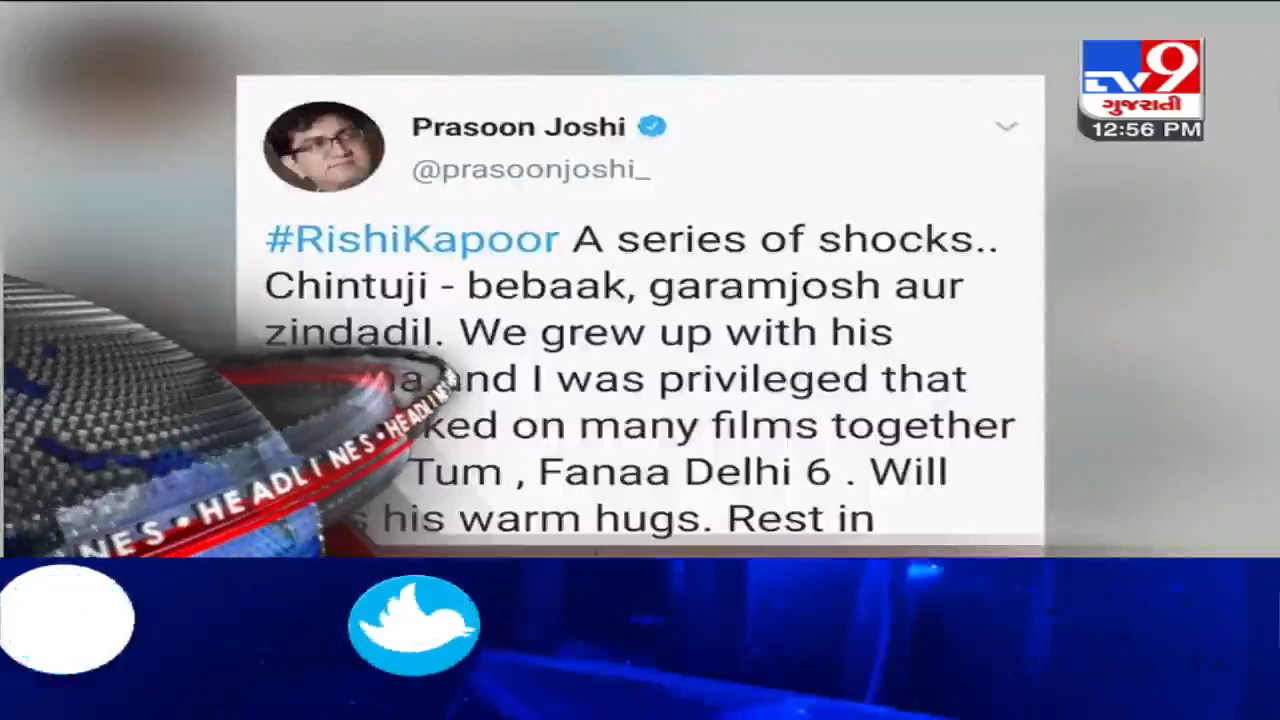 TV9
ગુજરાતી
12:56 PM
Prasoon Joshi
@prasoonjoshi_
#RishiKapoor A series of shocks..
Chintuji - bebaak, garamjosh aur
zindadil. We grew up with his
and I was privileged that
on many films together
Tum , Fanaa Delhi 6 . Will
his warm hugs. Rest in
HEADLINES • HEADLINES